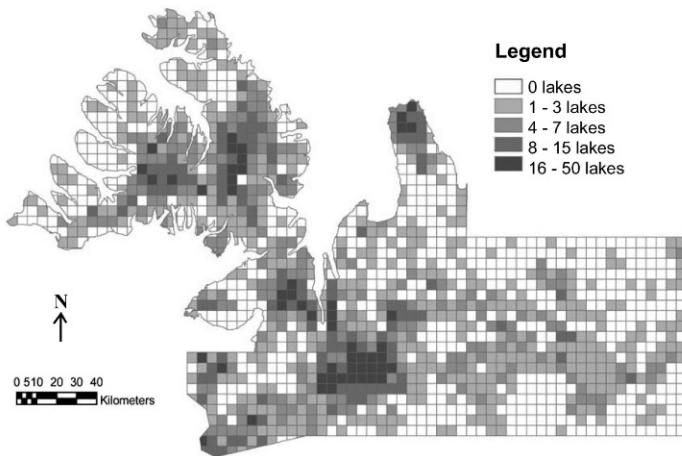 Legend
0 lakes
1 - 3 lakes
4 - 7 lakes
8 - 15 lakes
16 - 50 lakes
N
0 510 20 30 40
Kilometers